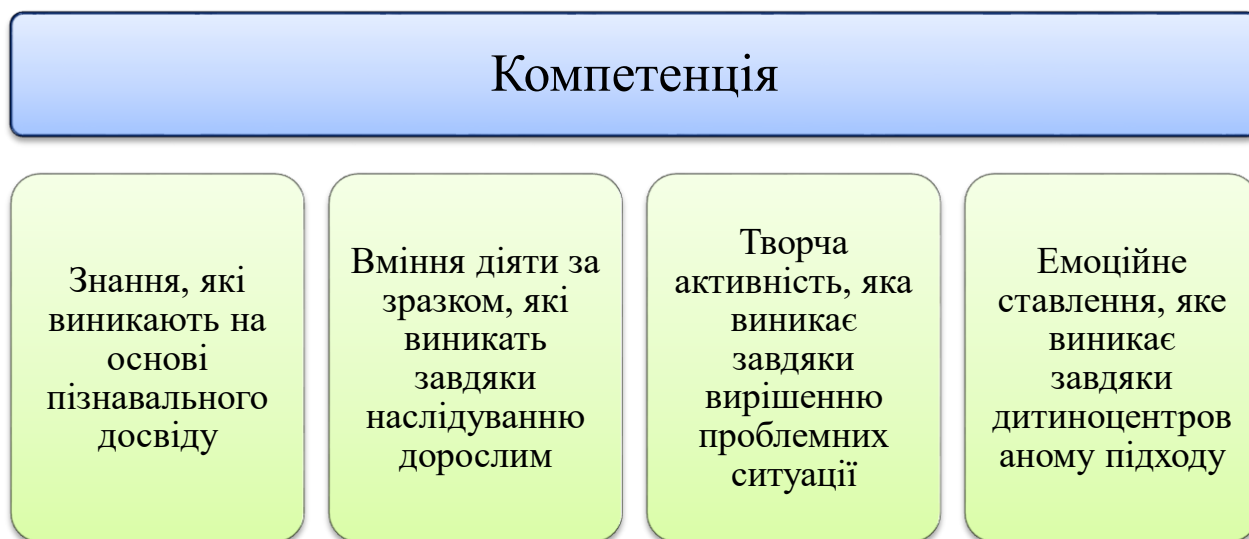 Компетенція
Знання, які
виникають на
основі
пізнавального
досвіду
Вміння діяти за
зразком, які
виникать
завдяки
наслідуванню
дорослим
Творча
активність, яка
виникає
завдяки
вирішенню
проблемних
ситуації
Емоційне
ставлення, яке
виникає
завдяки
дитиноцентров
аному підходу